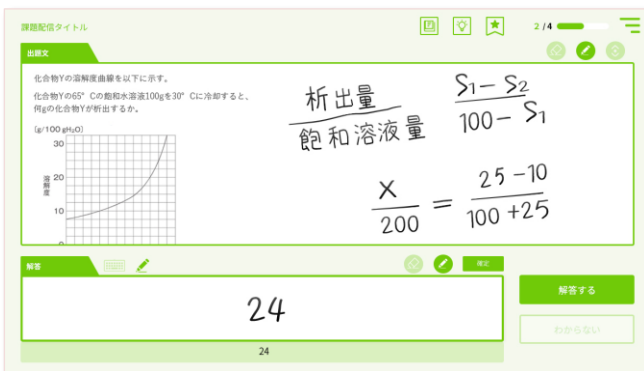 課題配信タイトル
2 / 4
出題文
化合物Yの溶解度曲線を以下に示す。
化合物Yの65°Cの飽和水溶液100gを30°Cに冷却すると、
何gの化合物Yが析出するか。
(g/100 gH₂O)
30
20
10
0
溶解度
析出量
飽和溶液量
S₁ - S₂
100 - S₁
X
200
=
25 - 10
100 + 25
解答
確定
24
24
解答する
わからない